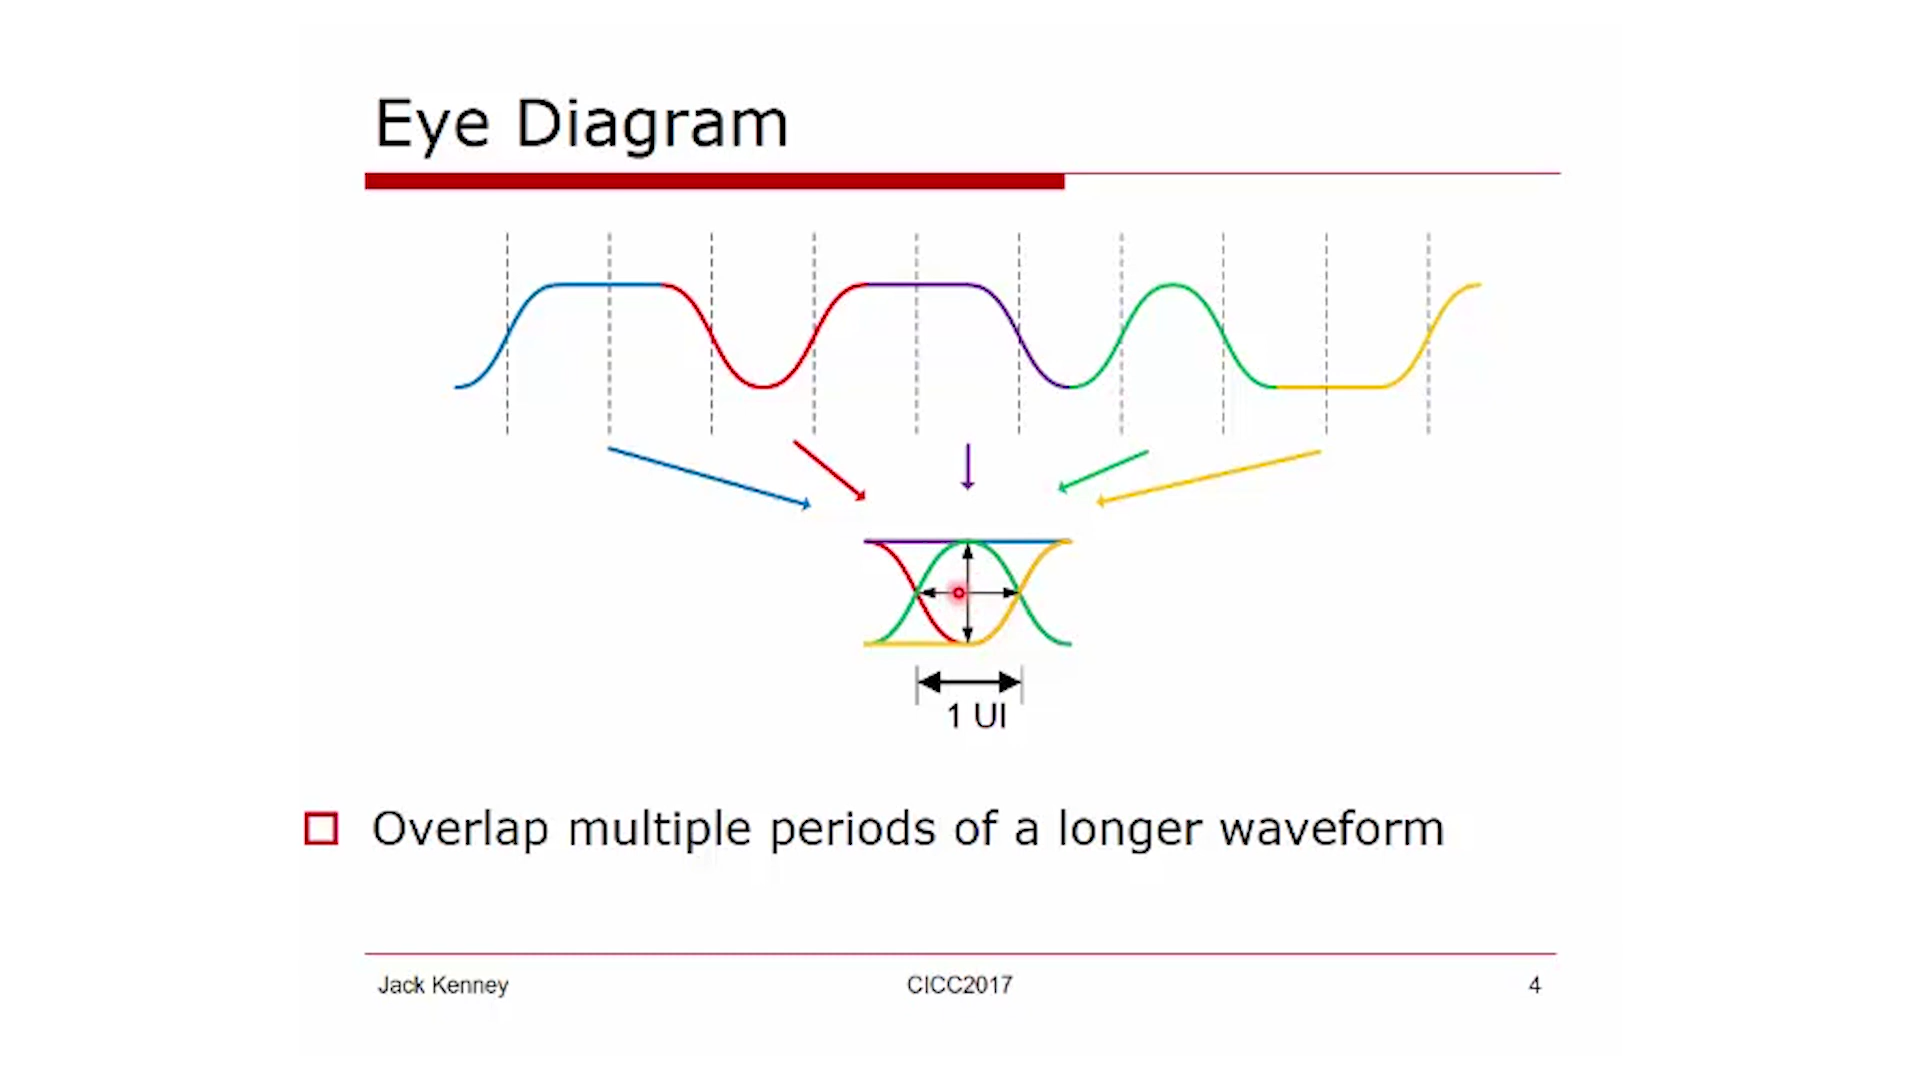 Eye Diagram
1 UI
Overlap multiple periods of a longer waveform
Jack Kenney
CICC2017
4